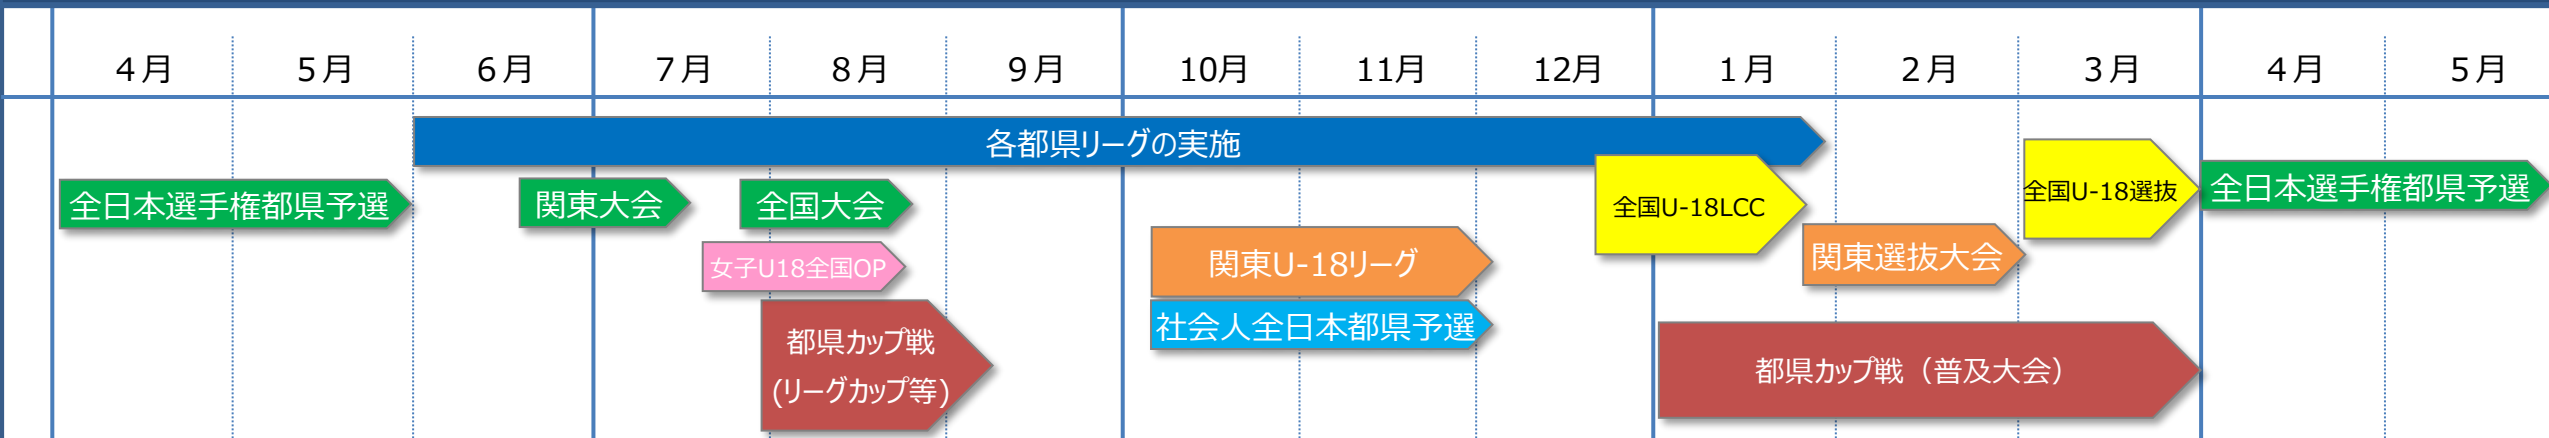 ４月
５月
６月
７月
８月
９月
10月
11月
12月
１月
２月
３月
４月
５月
各都県リーグの実施
全日本選手権都県予選
関東大会
全国大会
全国U-18LCC
全国U-18選抜
全日本選手権都県予選
女子U18全国OP
関東U-18リーグ
関東選抜大会
社会人全日本都県予選
都県カップ戦
(リーグカップ等)
都県カップ戦（普及大会）